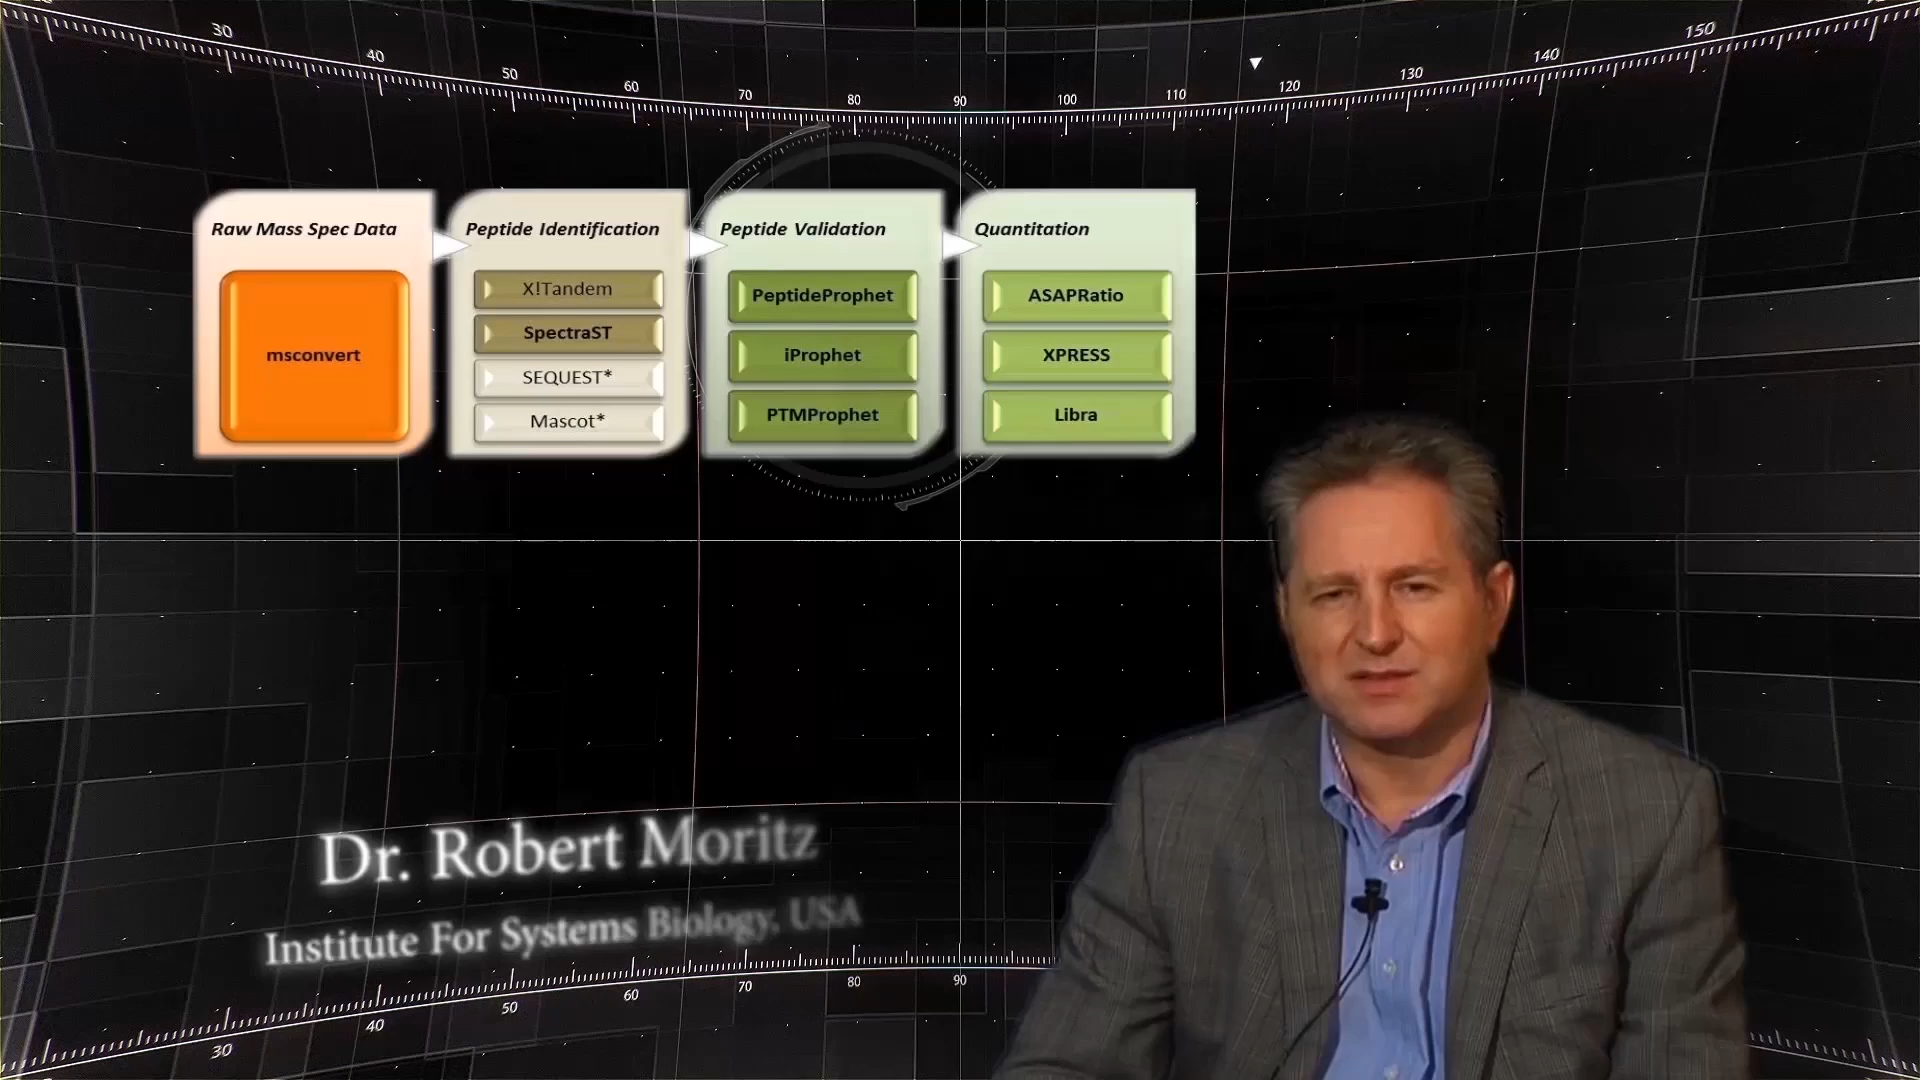 30 40 50 60 70 80 90 100 110 120 130 140 150
Raw Mass Spec Data
msconvert
Peptide Identification
X!Tandem
SpectraST
SEQUEST*
Mascot*
Peptide Validation
PeptideProphet
iProphet
PTMProphet
Quantitation
ASAPRatio
XPRESS
Libra
Dr. Robert Moritz
Institute For Systems Biology, USA
30 40 50 60 70 80 90